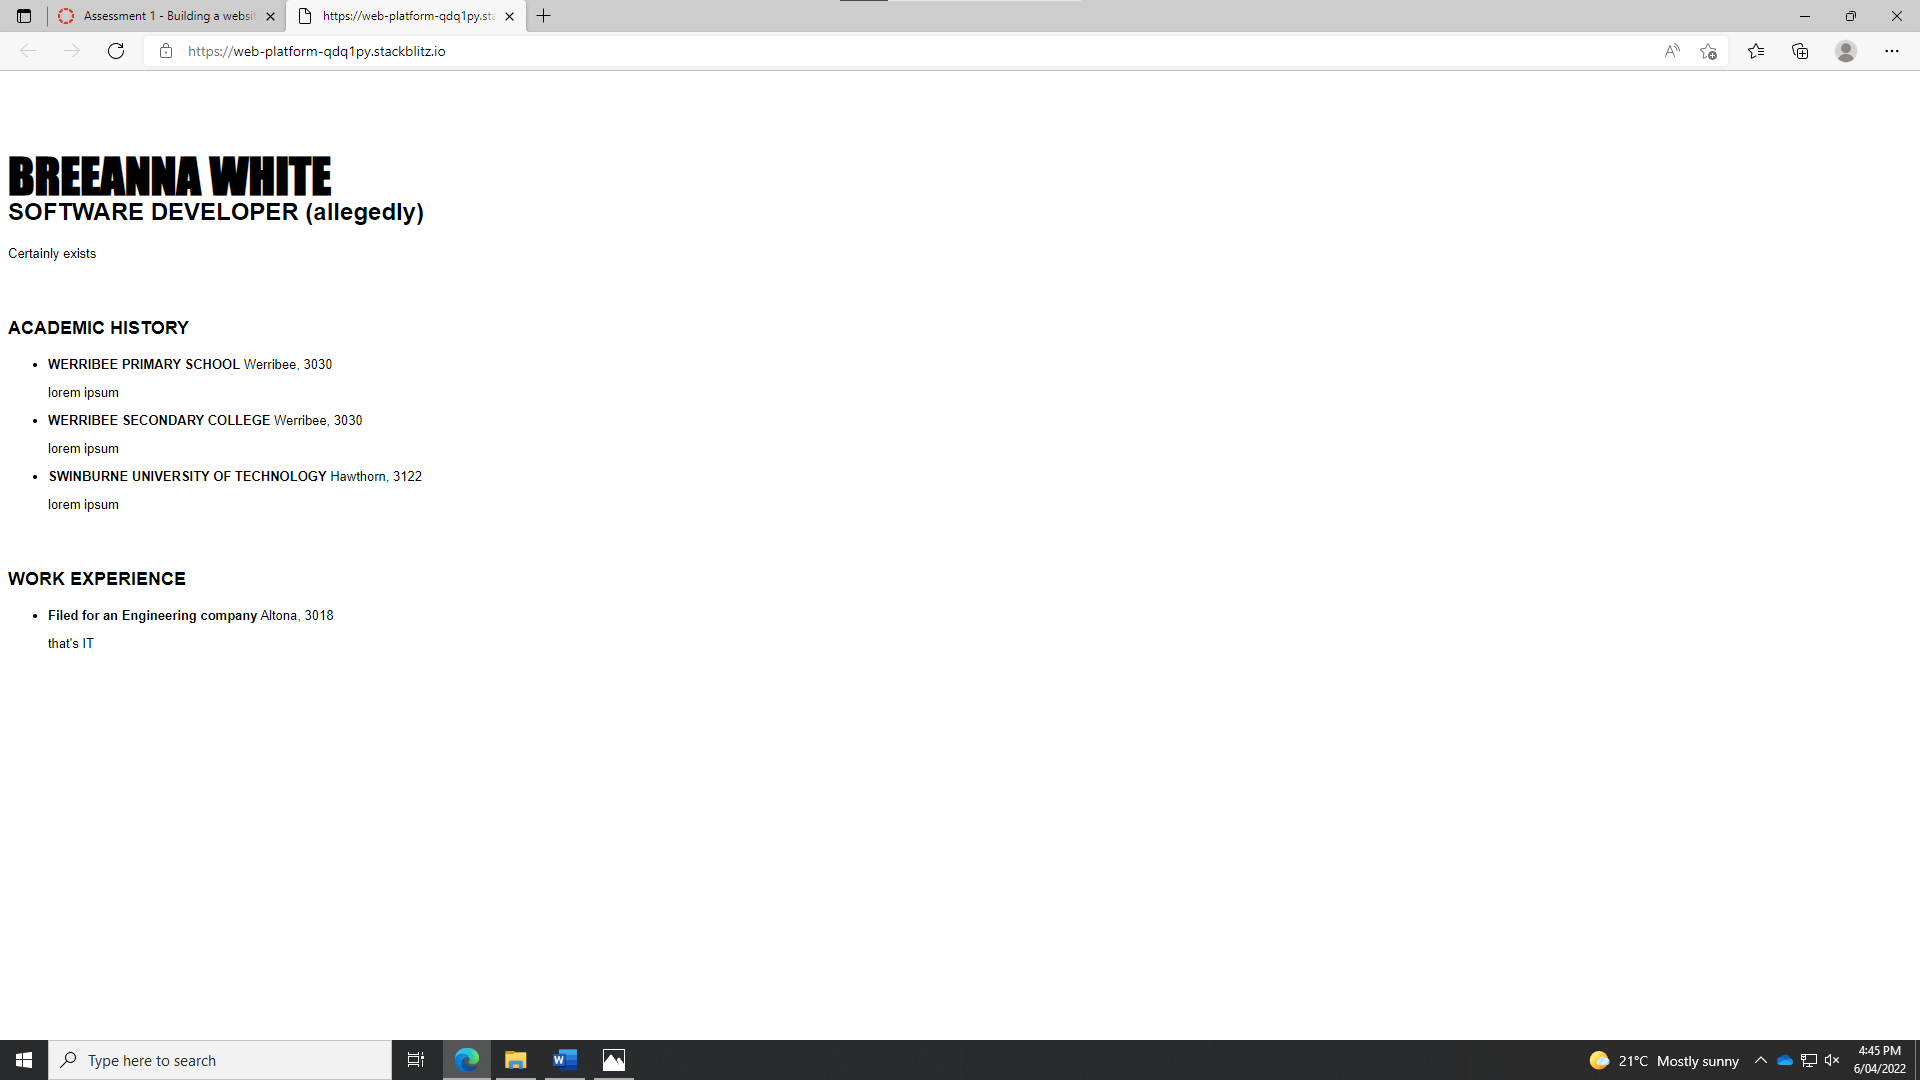 Assessment 1 - Building a websit
https://web-platform-qdq1py.sta
https://web-platform-qdq1py.stackblitz.io
BREEANNA WHITE
SOFTWARE DEVELOPER (allegedly)
Certainly exists
ACADEMIC HISTORY
• WERRIBEE PRIMARY SCHOOL Werribee, 3030
lorem ipsum
• WERRIBEE SECONDARY COLLEGE Werribee, 3030
lorem ipsum
• SWINBURNE UNIVERSITY OF TECHNOLOGY Hawthorn, 3122
lorem ipsum
WORK EXPERIENCE
• Filed for an Engineering company Altona, 3018
that's IT
Type here to search
21°C Mostly sunny
4:45 PM
6/04/2022